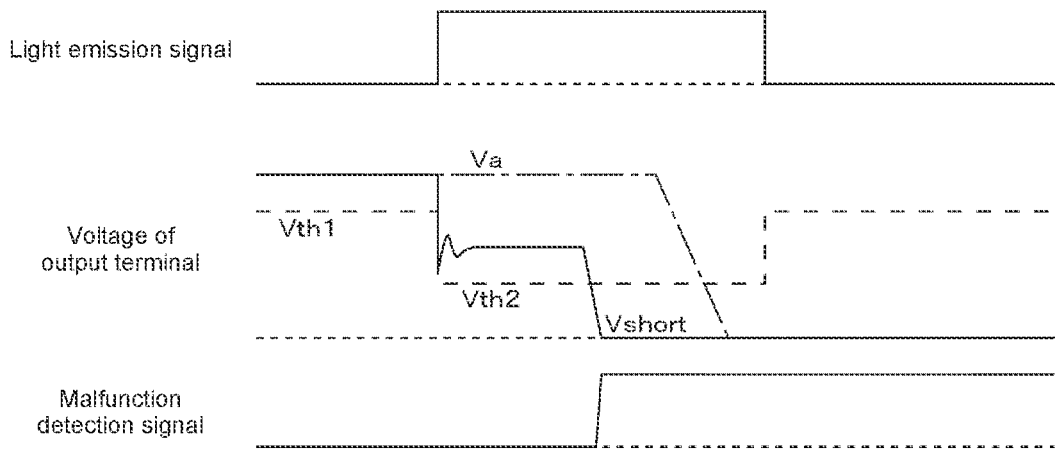 Light emission signal
Va
Vth1
Voltage of
output terminal
Vth2
Vshort
Malfunction
detection signal